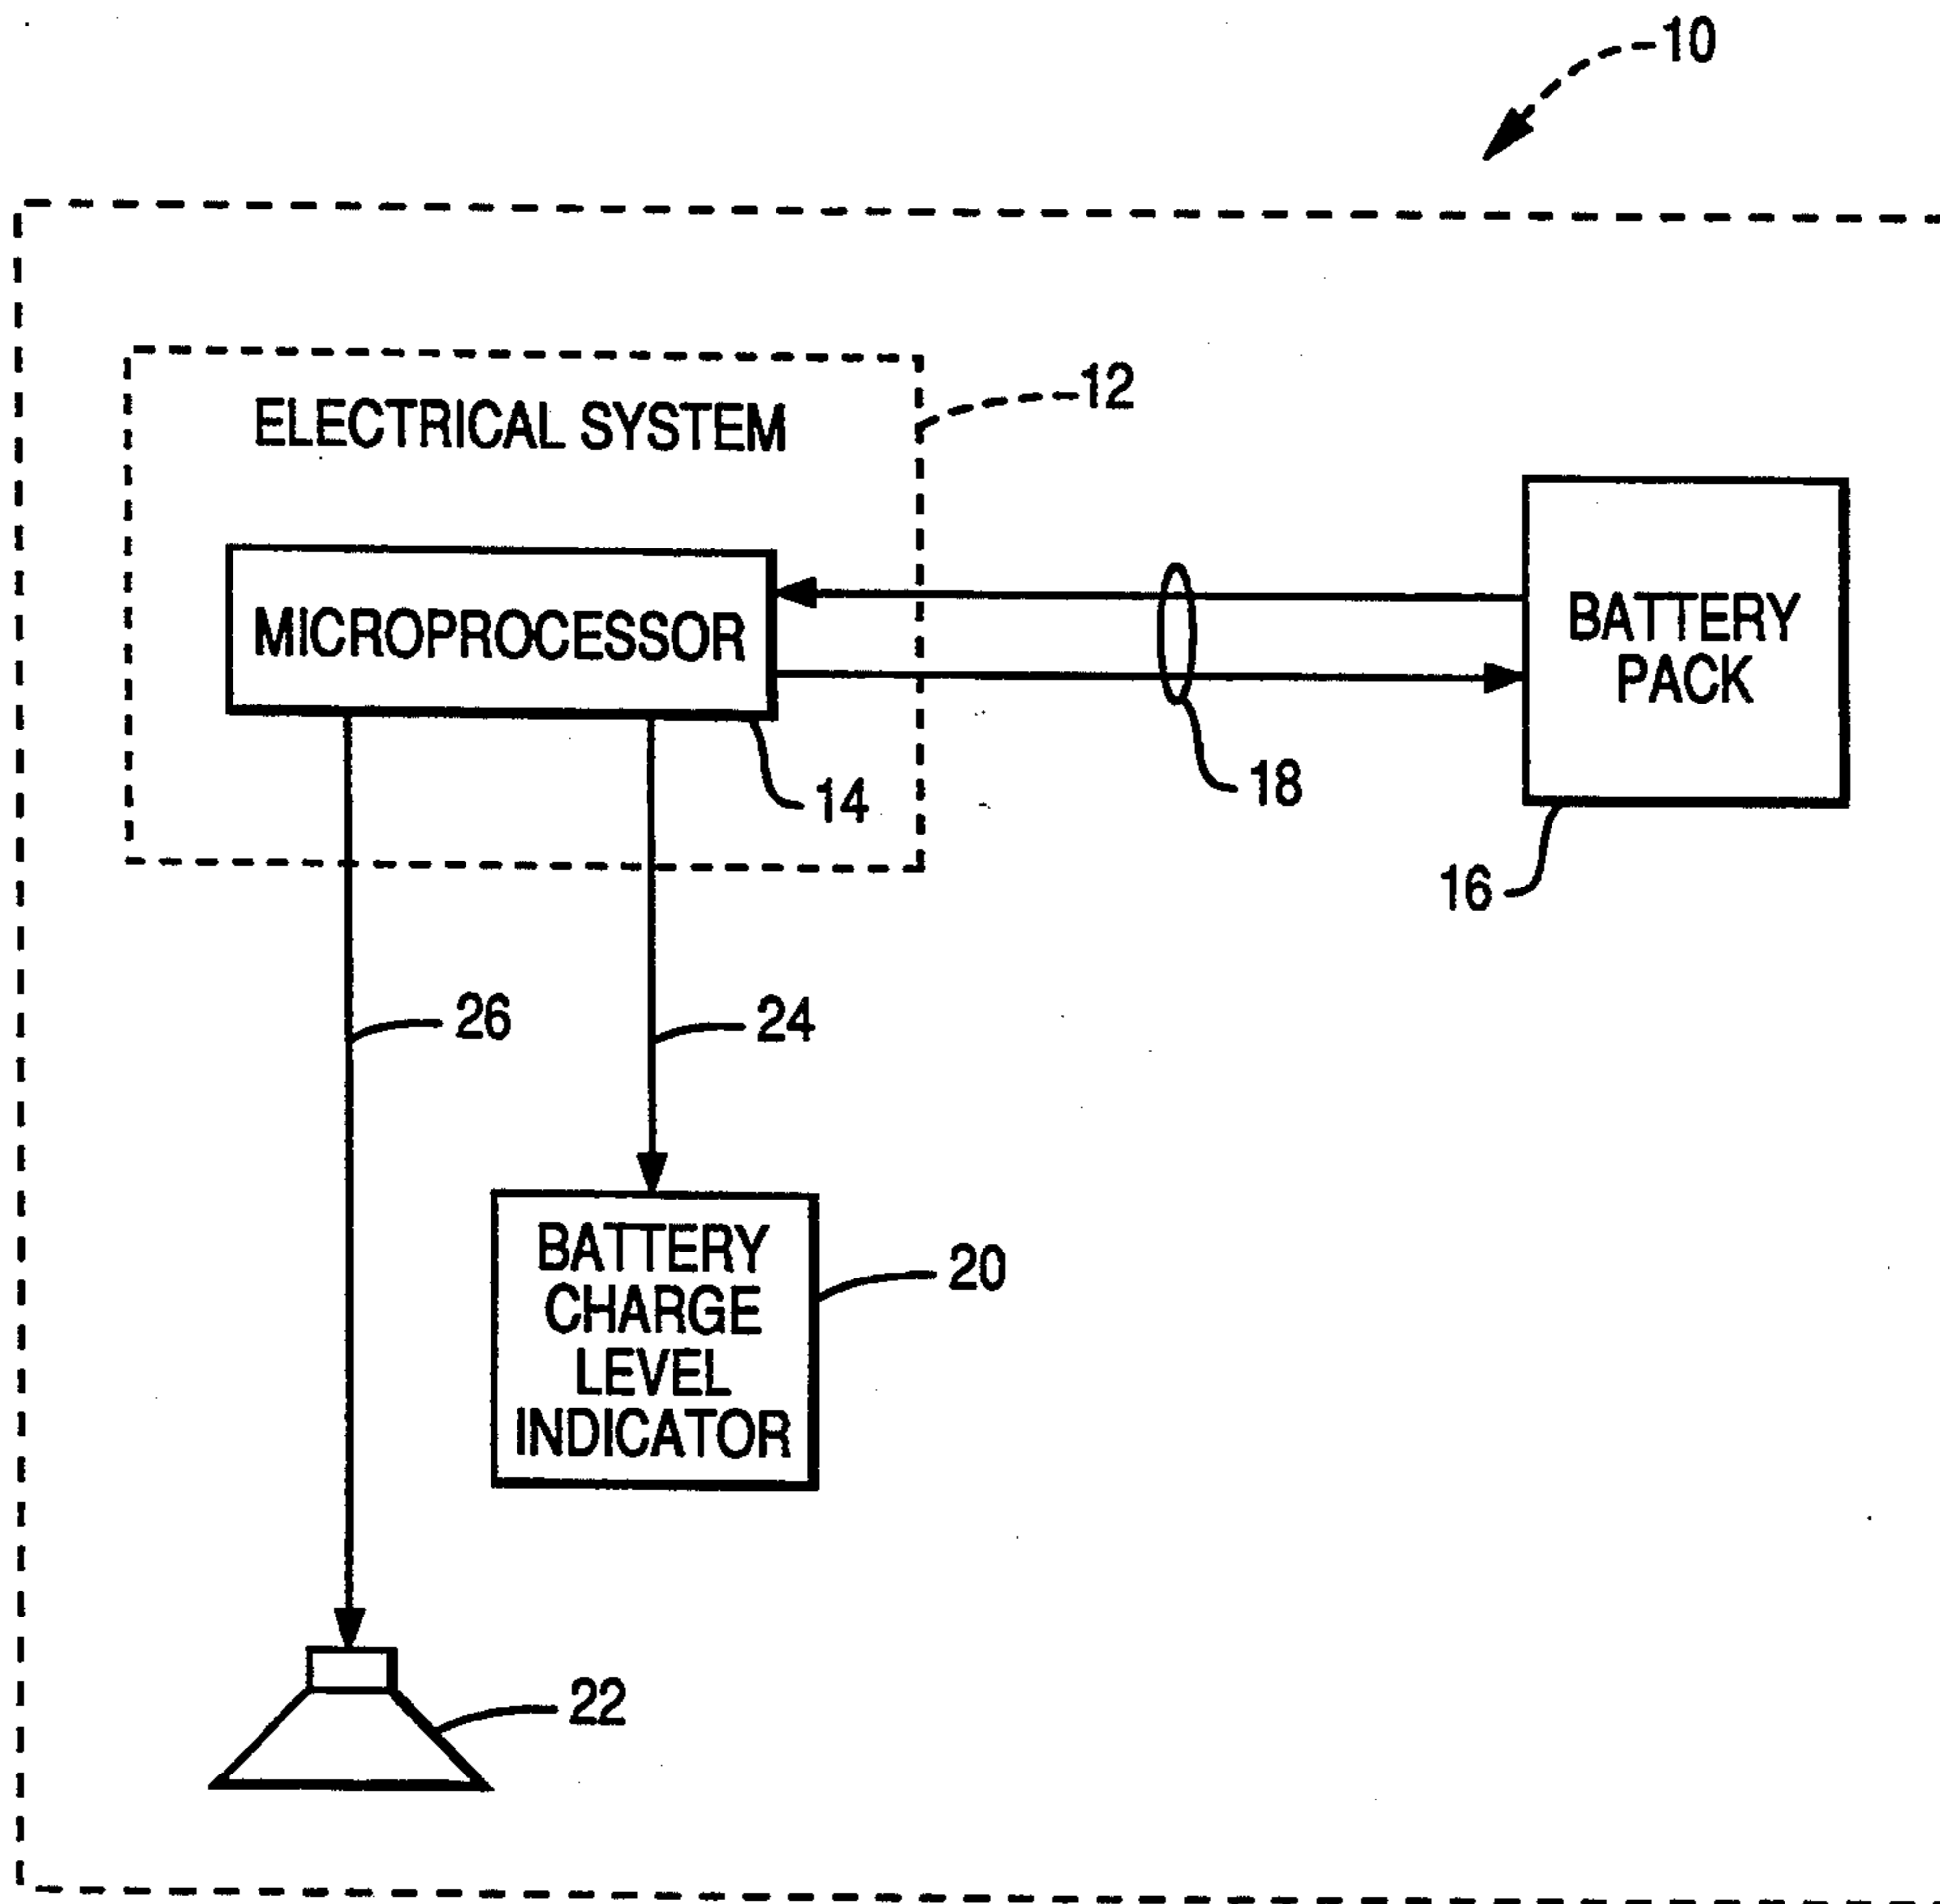 10
ELECTRICAL SYSTEM
12
MICROPROCESSOR
BATTERY
PACK
14
18
16
26
24
BATTERY
CHARGE
LEVEL
INDICATOR
20
22